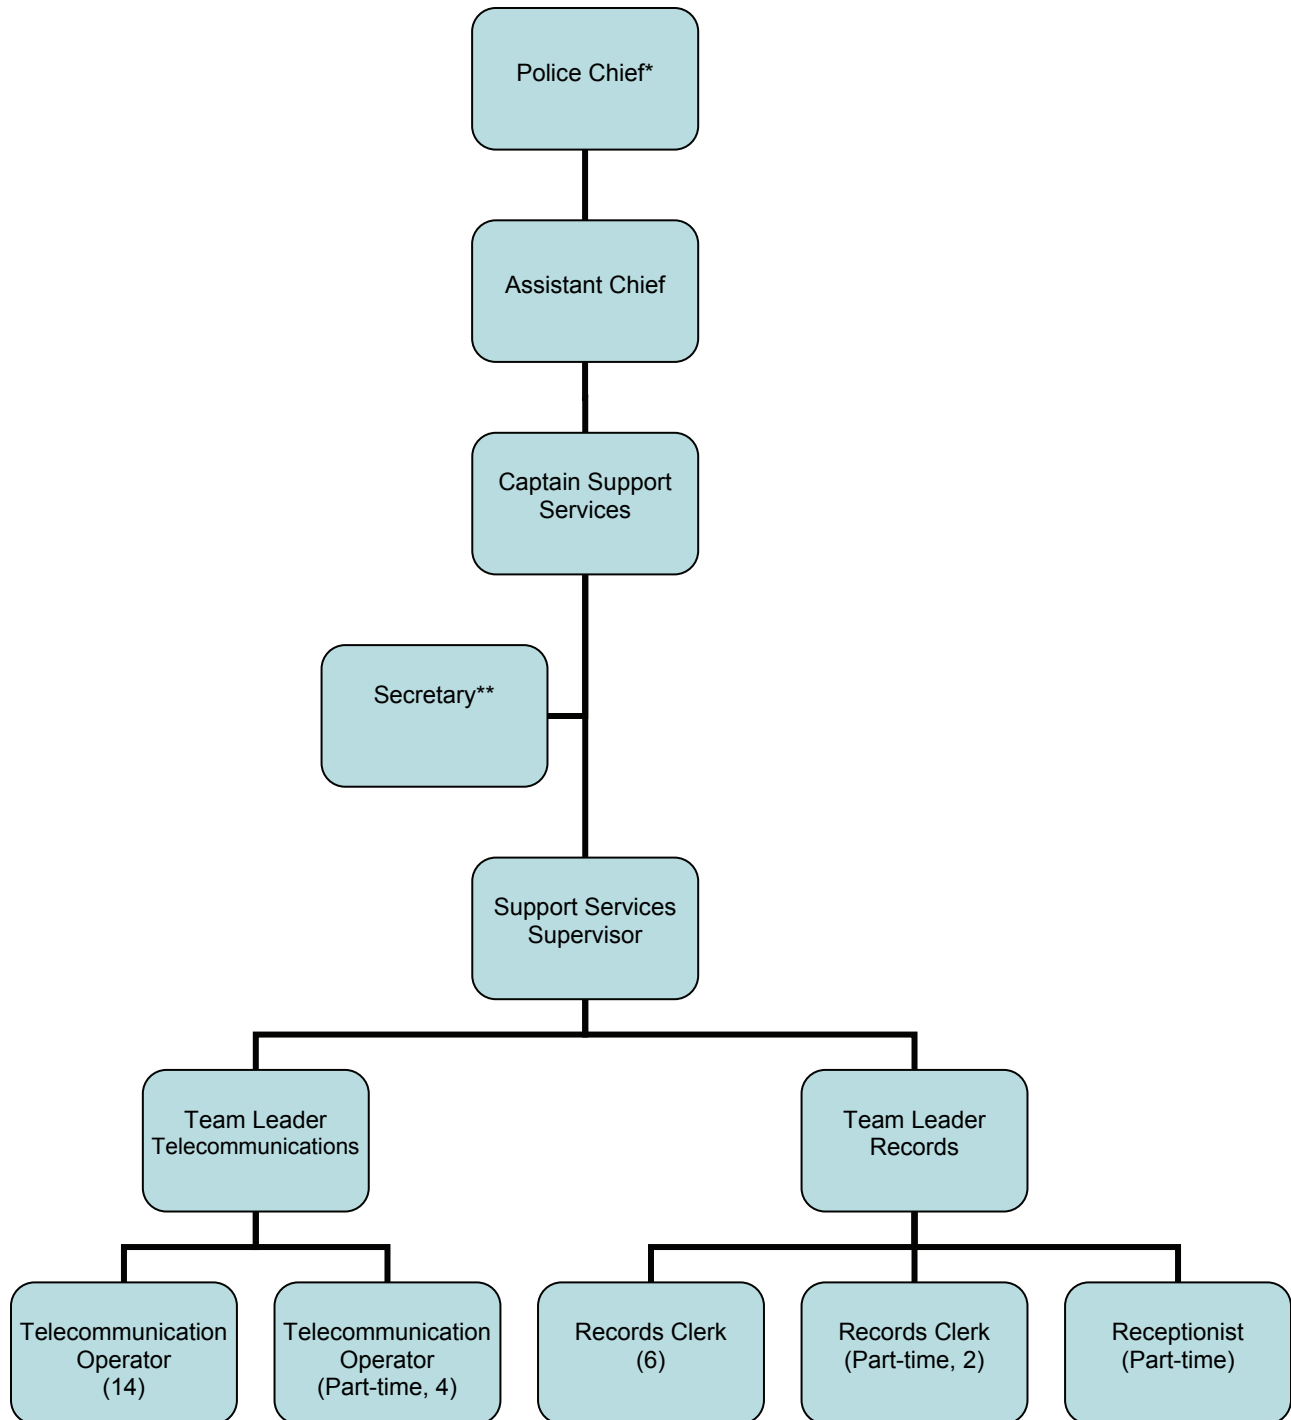 Police Chief*
Assistant Chief
Captain Support
Services
Secretary**
Support Services
Supervisor
Team Leader
Telecommunications
Team Leader
Records
Telecommunication
Operator
(14)
Telecommunication
Operator
(Part-time, 4)
Records Clerk
(6)
Records Clerk
(Part-time, 2)
Receptionist
(Part-time)